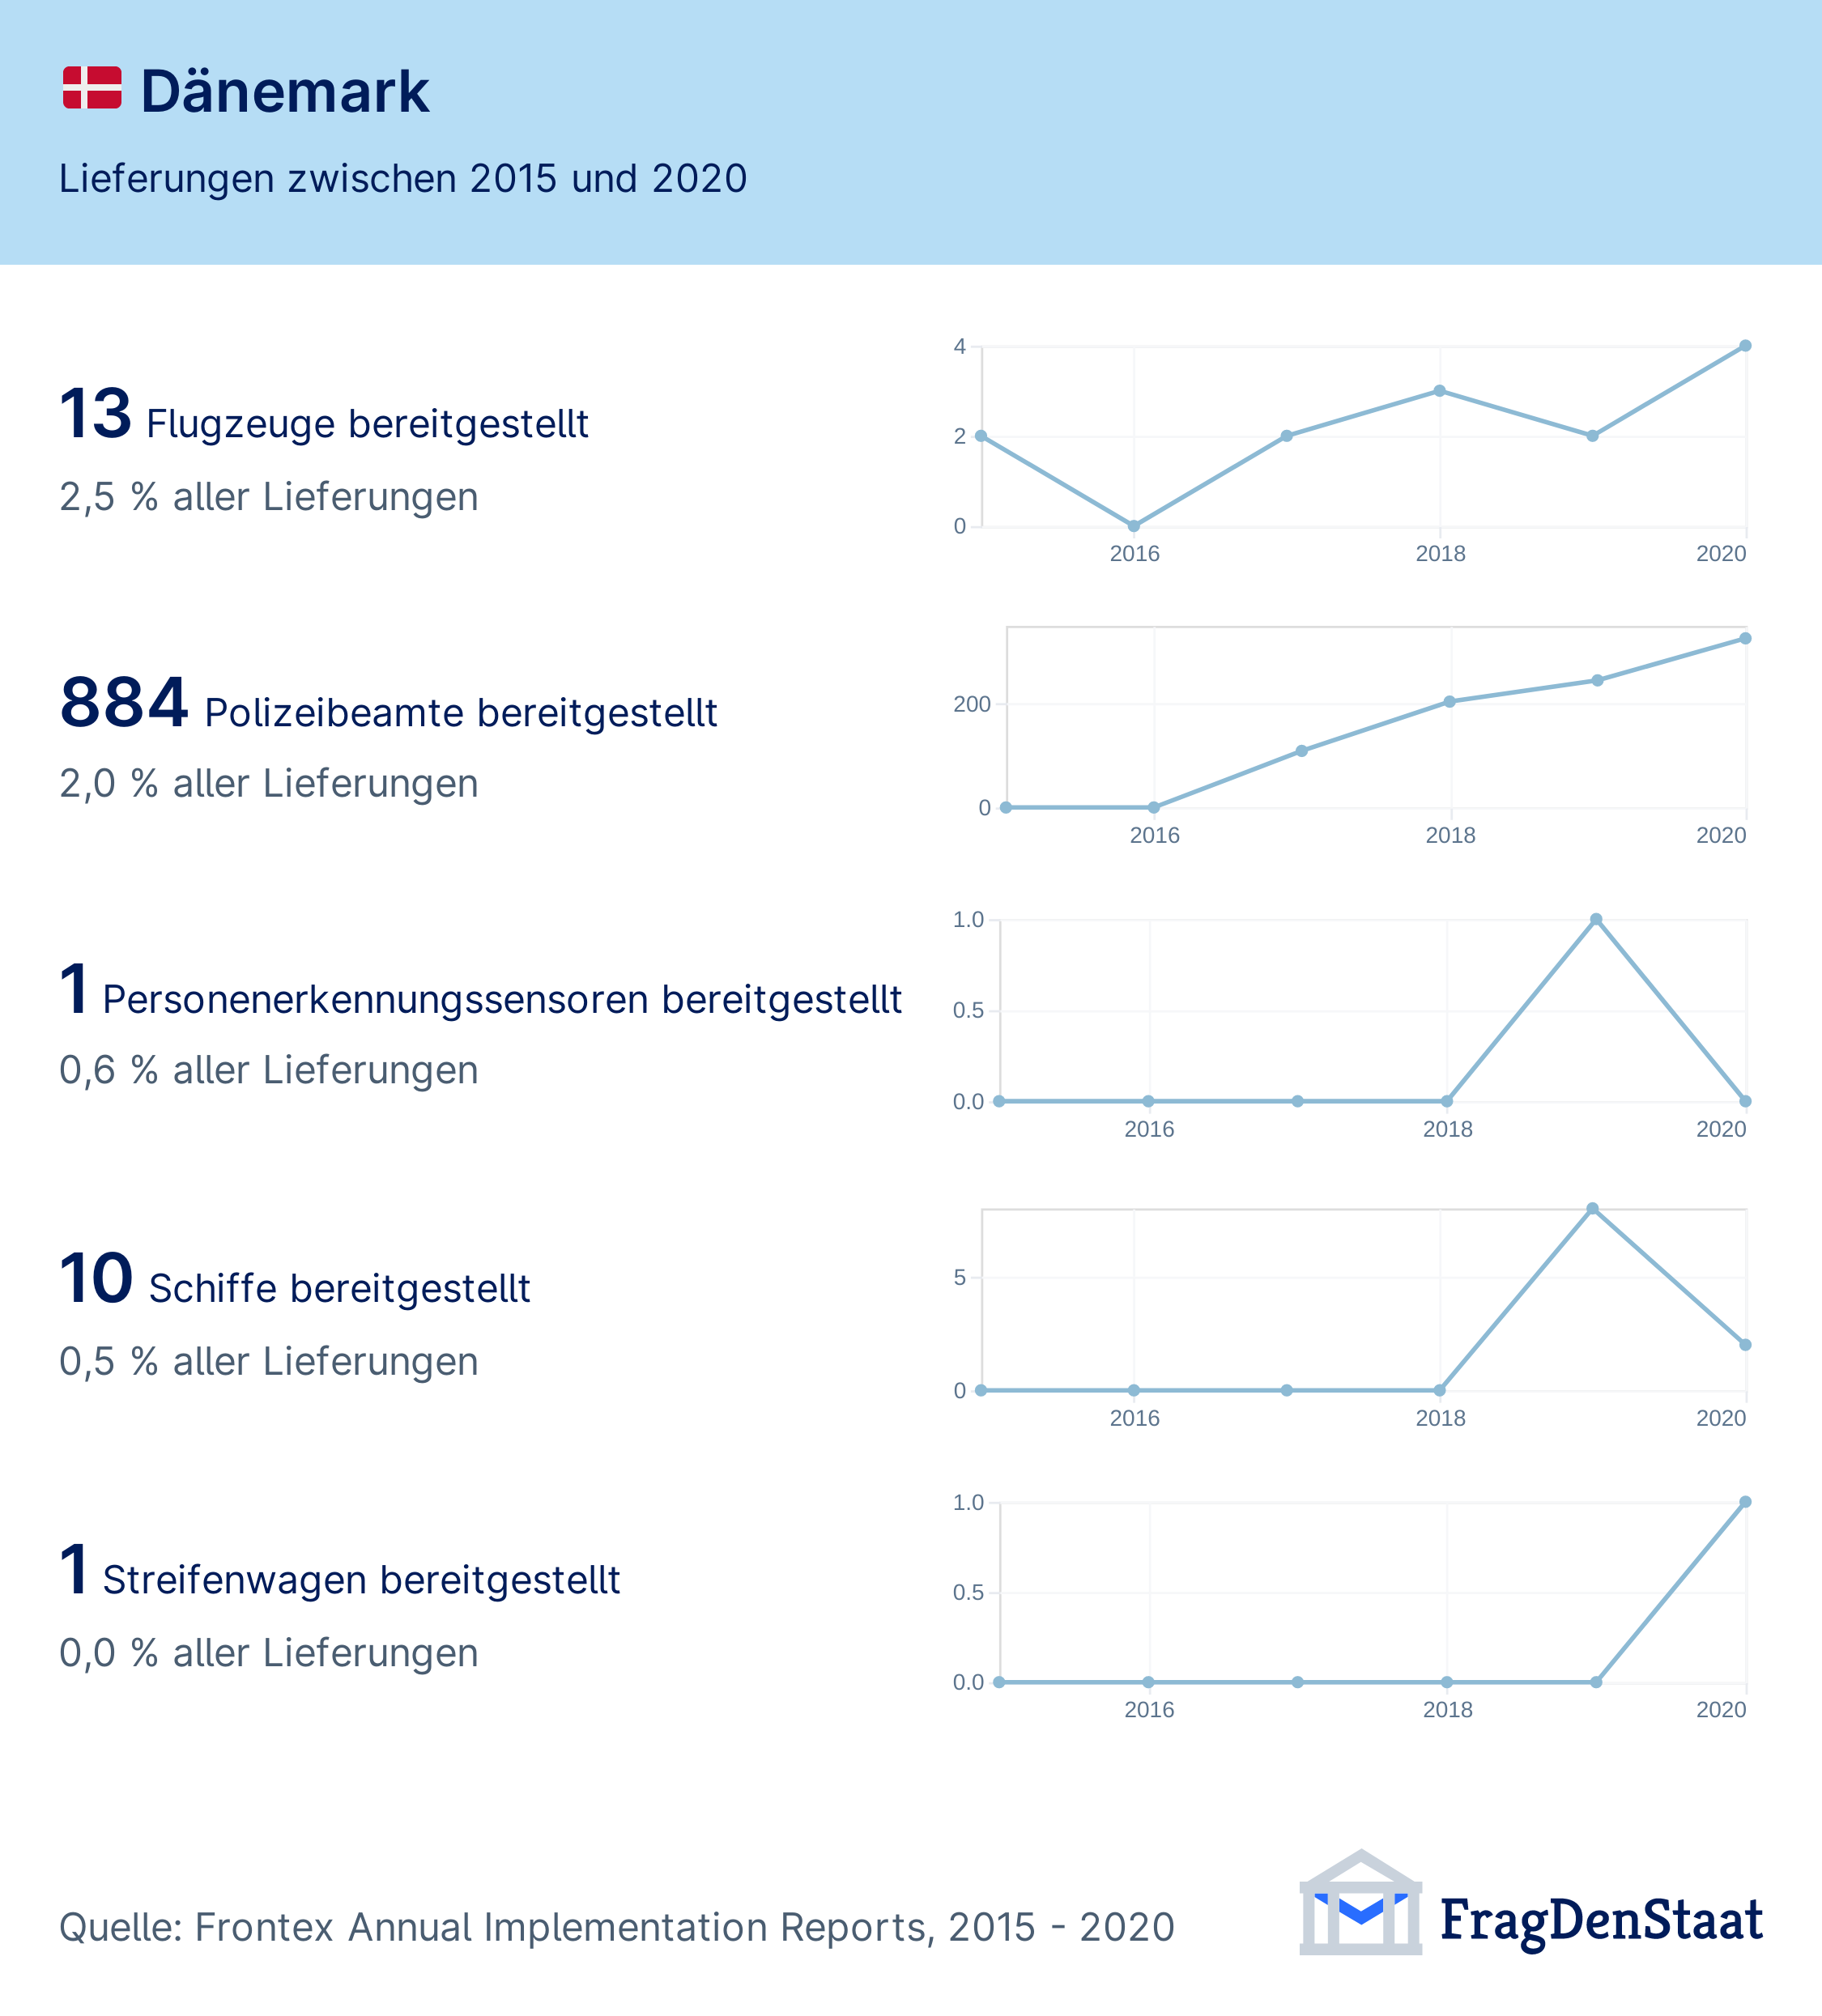 Dänemark
Lieferungen zwischen 2015 und 2020
13 Flugzeuge bereitgestellt
2,5 % aller Lieferungen
4
2
0
2016 2018 2020
884 Polizeibeamte bereitgestellt
2,0 % aller Lieferungen
200
0
2016 2018 2020
1 Personenerkennungssensoren bereitgestellt
0,6 % aller Lieferungen
1.0
0.5
0.0
2016 2018 2020
10 Schiffe bereitgestellt
0,5 % aller Lieferungen
5
0
2016 2018 2020
1 Streifenwagen bereitgestellt
0,0 % aller Lieferungen
1.0
0.5
0.0
2016 2018 2020
Quelle: Frontex Annual Implementation Reports, 2015 - 2020
FragDenStaat